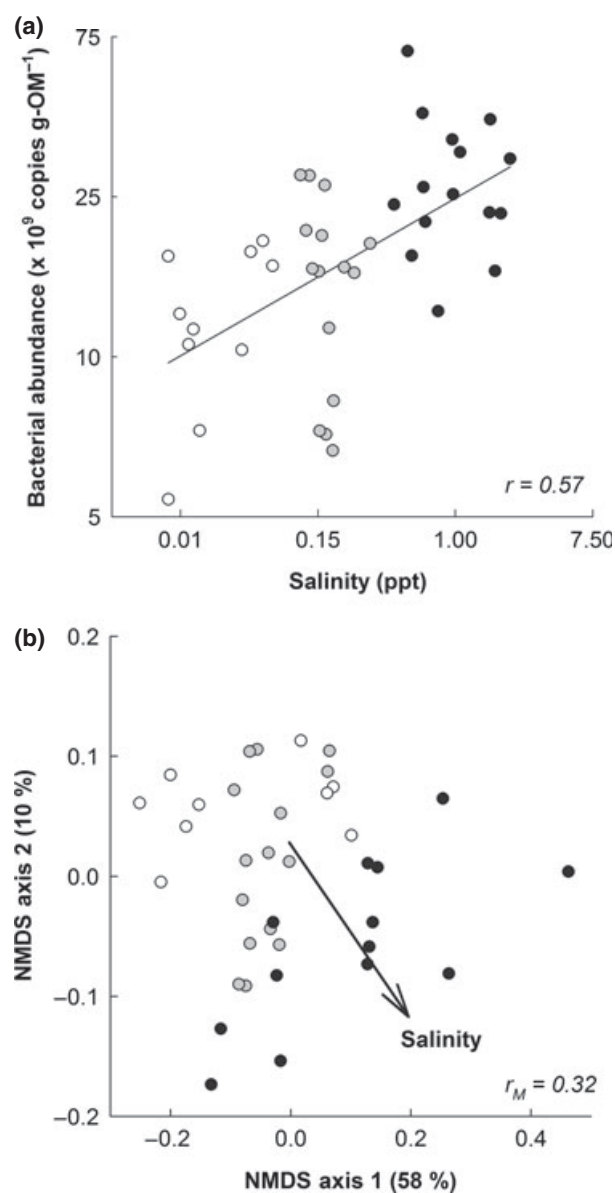 (a)
75
25
10
5
Bacterial abundance (x 10⁹ copies g-OM⁻¹)
r = 0.57
0.01 0.15 1.00 7.50
Salinity (ppt)
(b)
0.2
0.1
0.0
−0.1
−0.2
NMDS axis 2 (10 %)
Salinity
r_M = 0.32
−0.2 0.0 0.2 0.4
NMDS axis 1 (58 %)